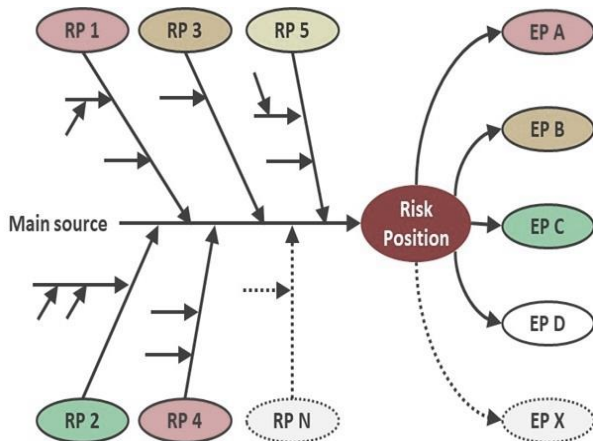 RP 1
RP 3
RP 5
EP A
EP B
Main source
Risk
Position
EP C
EP D
RP 2
RP 4
RP N
EP X